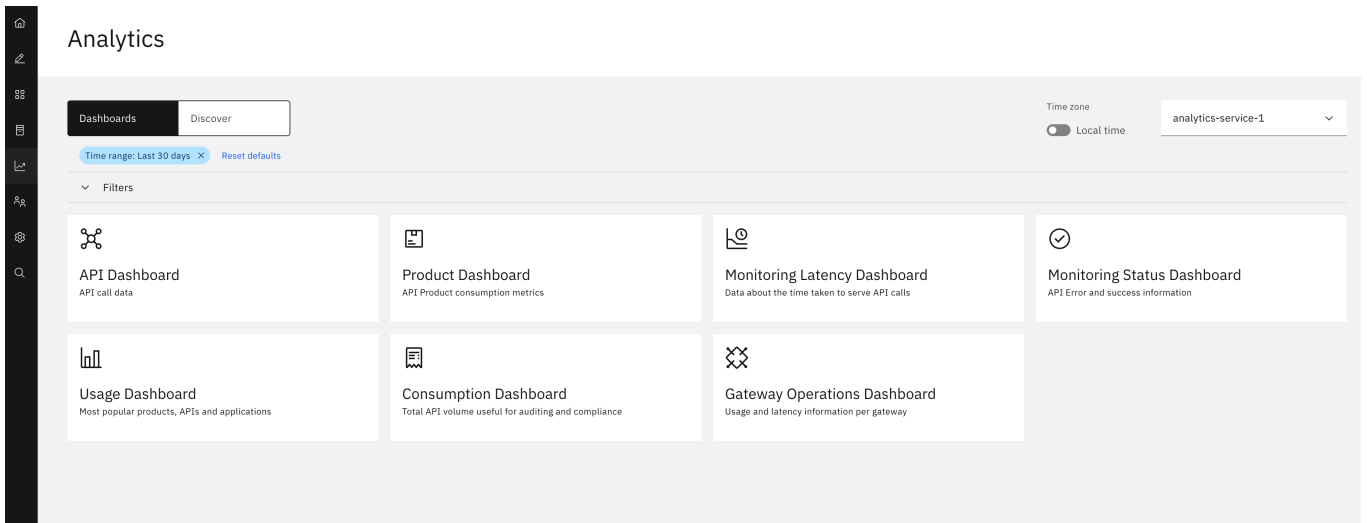 Analytics
Dashboards
Discover
Time zone
Local time
analytics-service-1
Time range: Last 30 days
Reset defaults
Filters
API Dashboard
API call data
Product Dashboard
API Product consumption metrics
Monitoring Latency Dashboard
Data about the time taken to serve API calls
Monitoring Status Dashboard
API Error and success information
Usage Dashboard
Most popular products, APIs and applications
Consumption Dashboard
Total API volume useful for auditing and compliance
Gateway Operations Dashboard
Usage and latency information per gateway